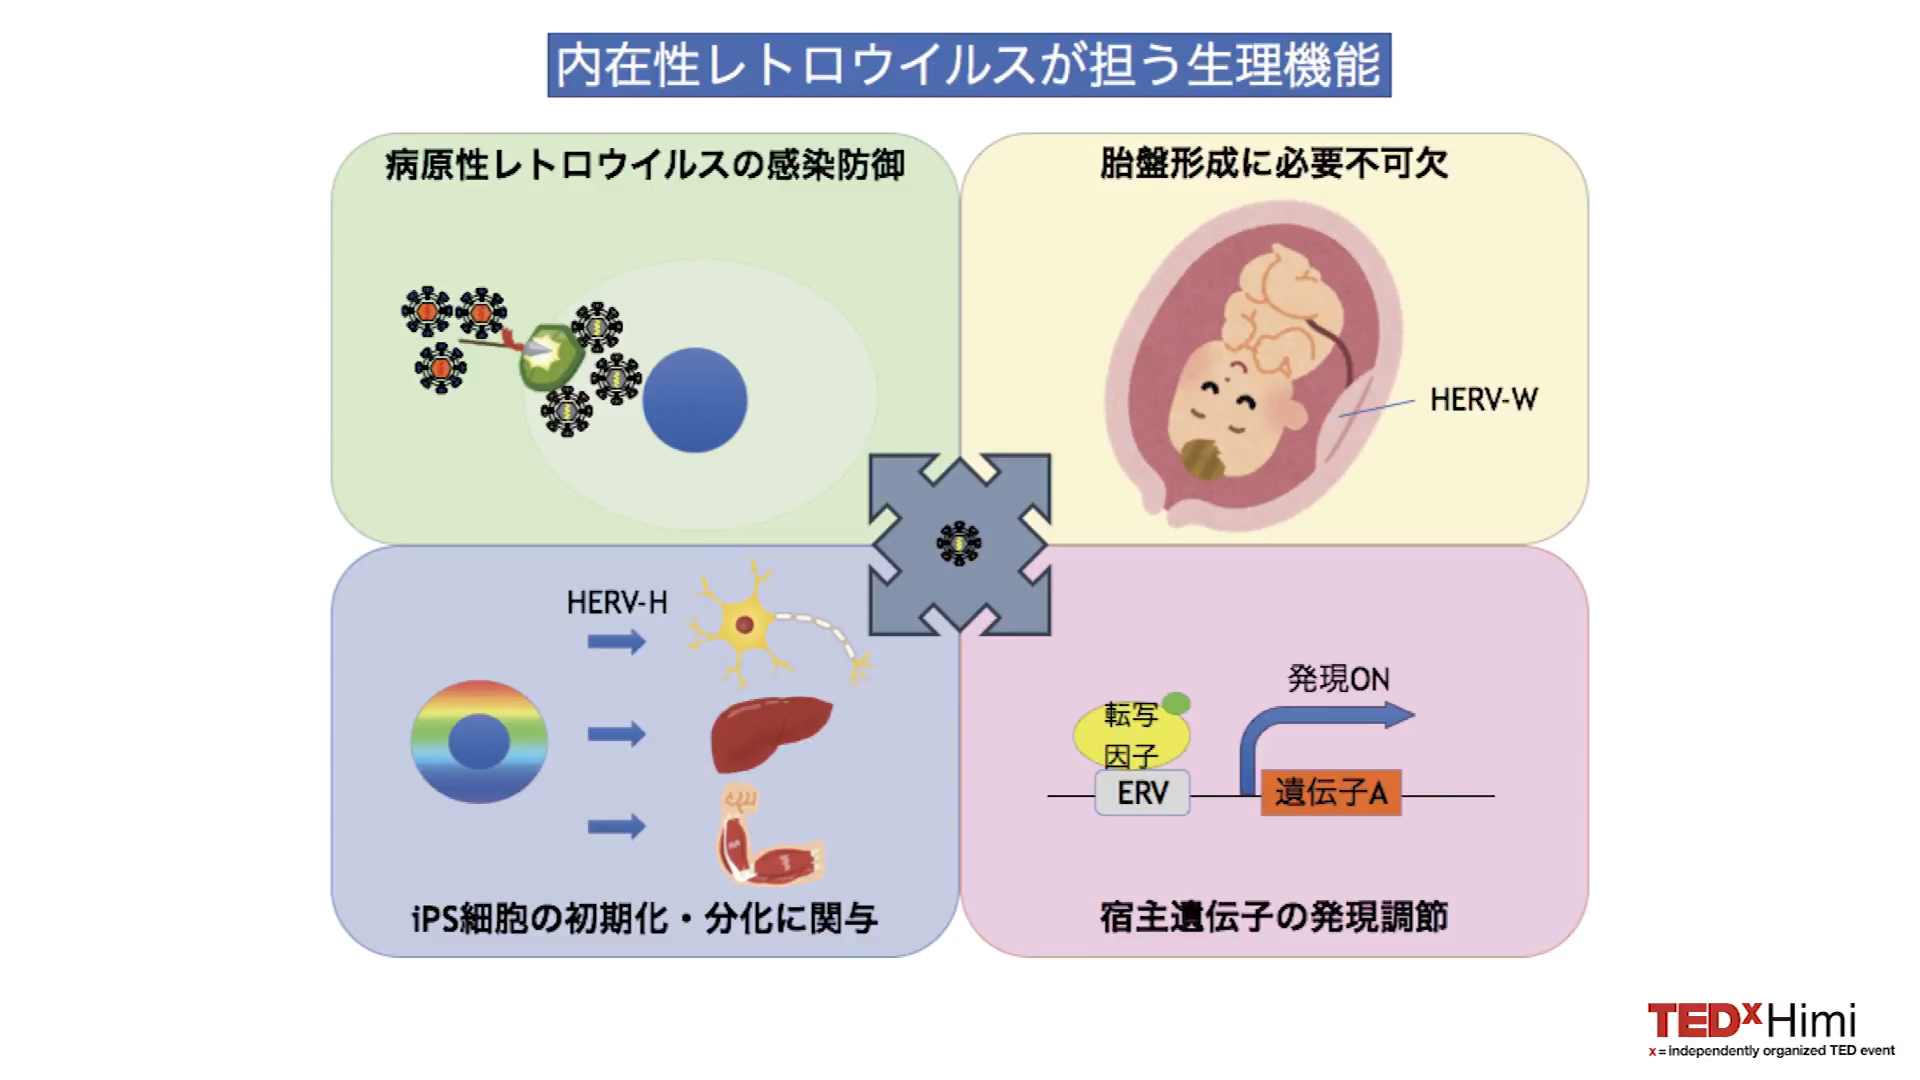 内在性レトロウイルスが担う生理機能
病原性レトロウイルスの感染防御
胎盤形成に必要不可欠
HERV-W
HERV-H
iPS細胞の初期化・分化に関与
発現ON
転写
因子
ERV
遺伝子A
宿主遺伝子の発現調節
TEDxHimi
x=independently organized TED event